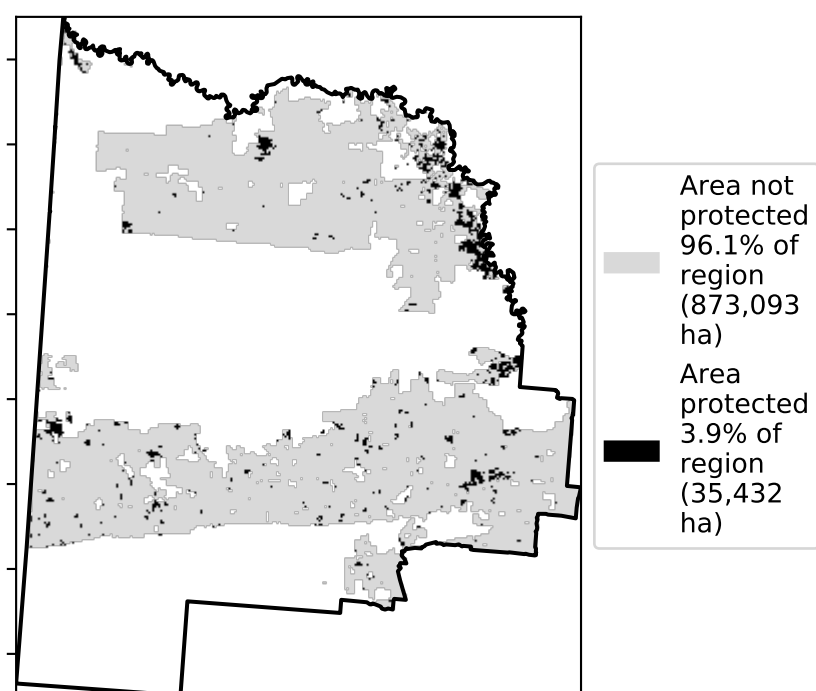 Area not
protected
96.1% of
region
(873,093
ha)
Area
protected
3.9% of
region
(35,432
ha)